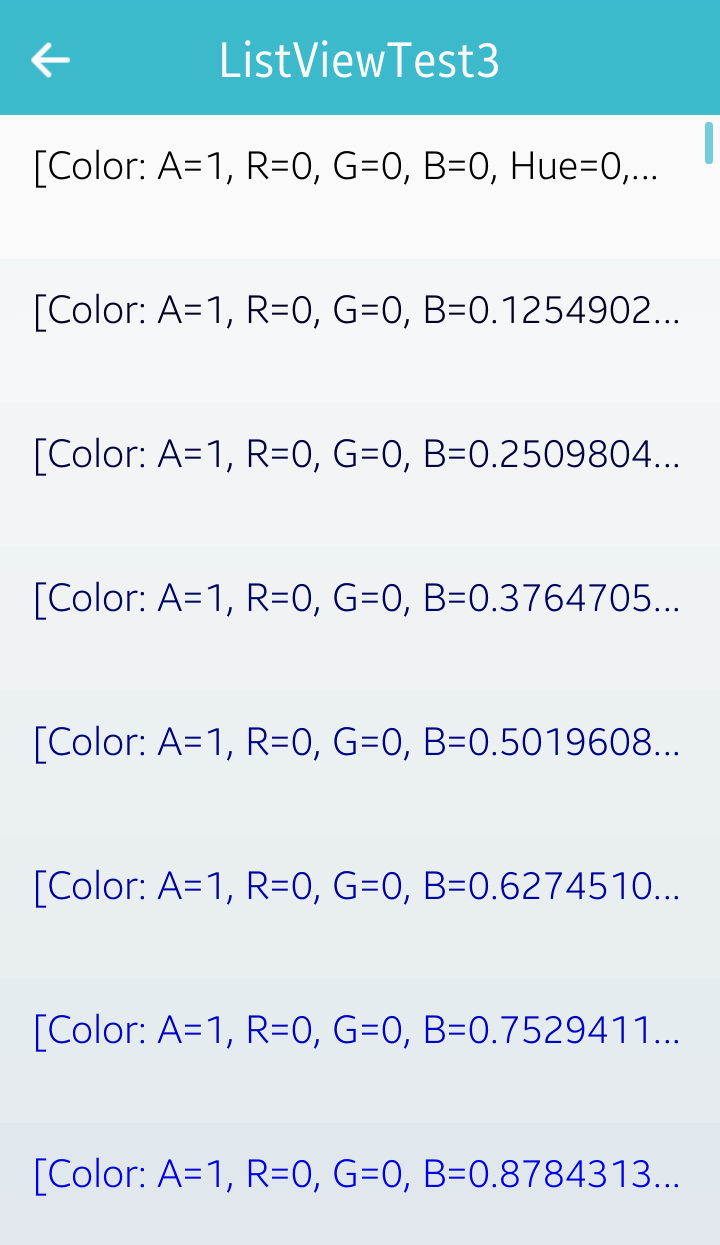 ListViewTest3
[Color: A=1, R=0, G=0, B=0, Hue=0,...
[Color: A=1, R=0, G=0, B=0.1254902...
[Color: A=1, R=0, G=0, B=0.2509804...
[Color: A=1, R=0, G=0, B=0.3764705...
[Color: A=1, R=0, G=0, B=0.5019608...
[Color: A=1, R=0, G=0, B=0.6274510...
[Color: A=1, R=0, G=0, B=0.7529411...
[Color: A=1, R=0, G=0, B=0.8784313...